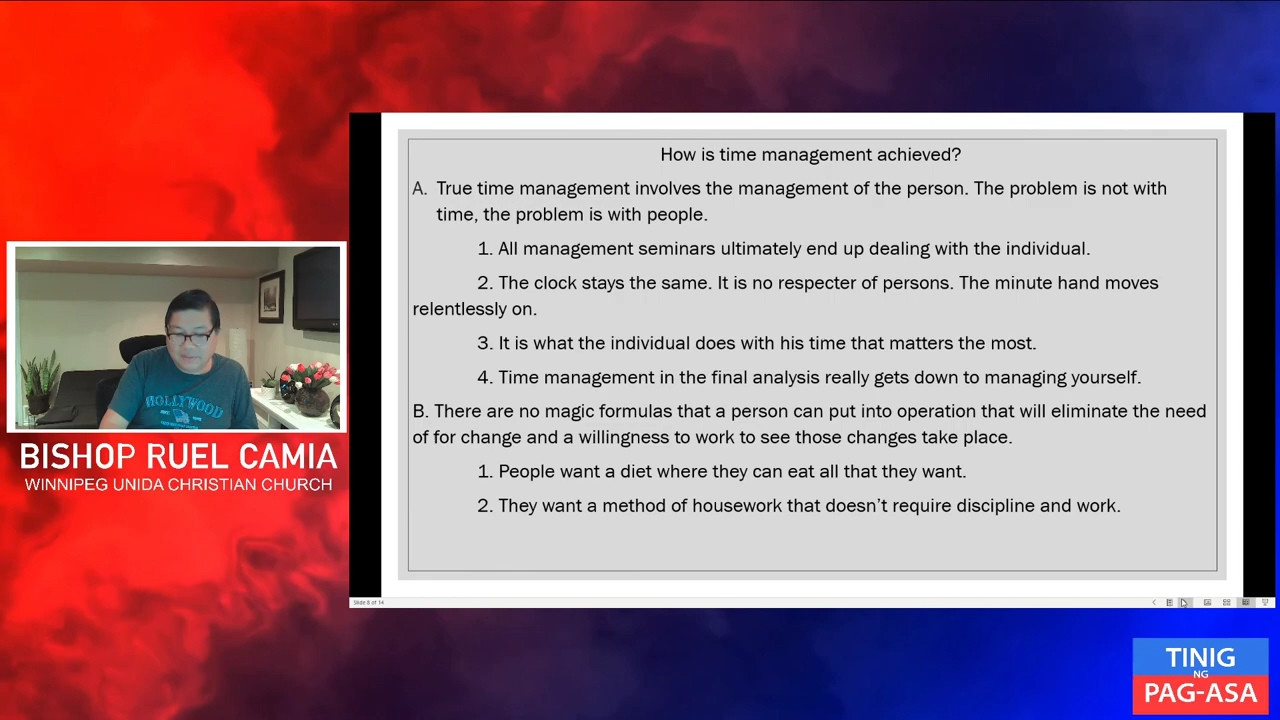 How is time management achieved?
A. True time management involves the management of the person. The problem is not with
time, the problem is with people.
1. All management seminars ultimately end up dealing with the individual.
2. The clock stays the same. It is no respecter of persons. The minute hand moves
relentlessly on.
3. It is what the individual does with his time that matters the most.
4. Time management in the final analysis really gets down to managing yourself.
B. There are no magic formulas that a person can put into operation that will eliminate the need
of for change and a willingness to work to see those changes take place.
1. People want a diet where they can eat all that they want.
2. They want a method of housework that doesn't require discipline and work.
Slide 8 of 14
HOLLYWOOD
BISHOP RUEL CAMIA
WINNIPEG UNIDA CHRISTIAN CHURCH
TINIG
NG
PAG-ASA